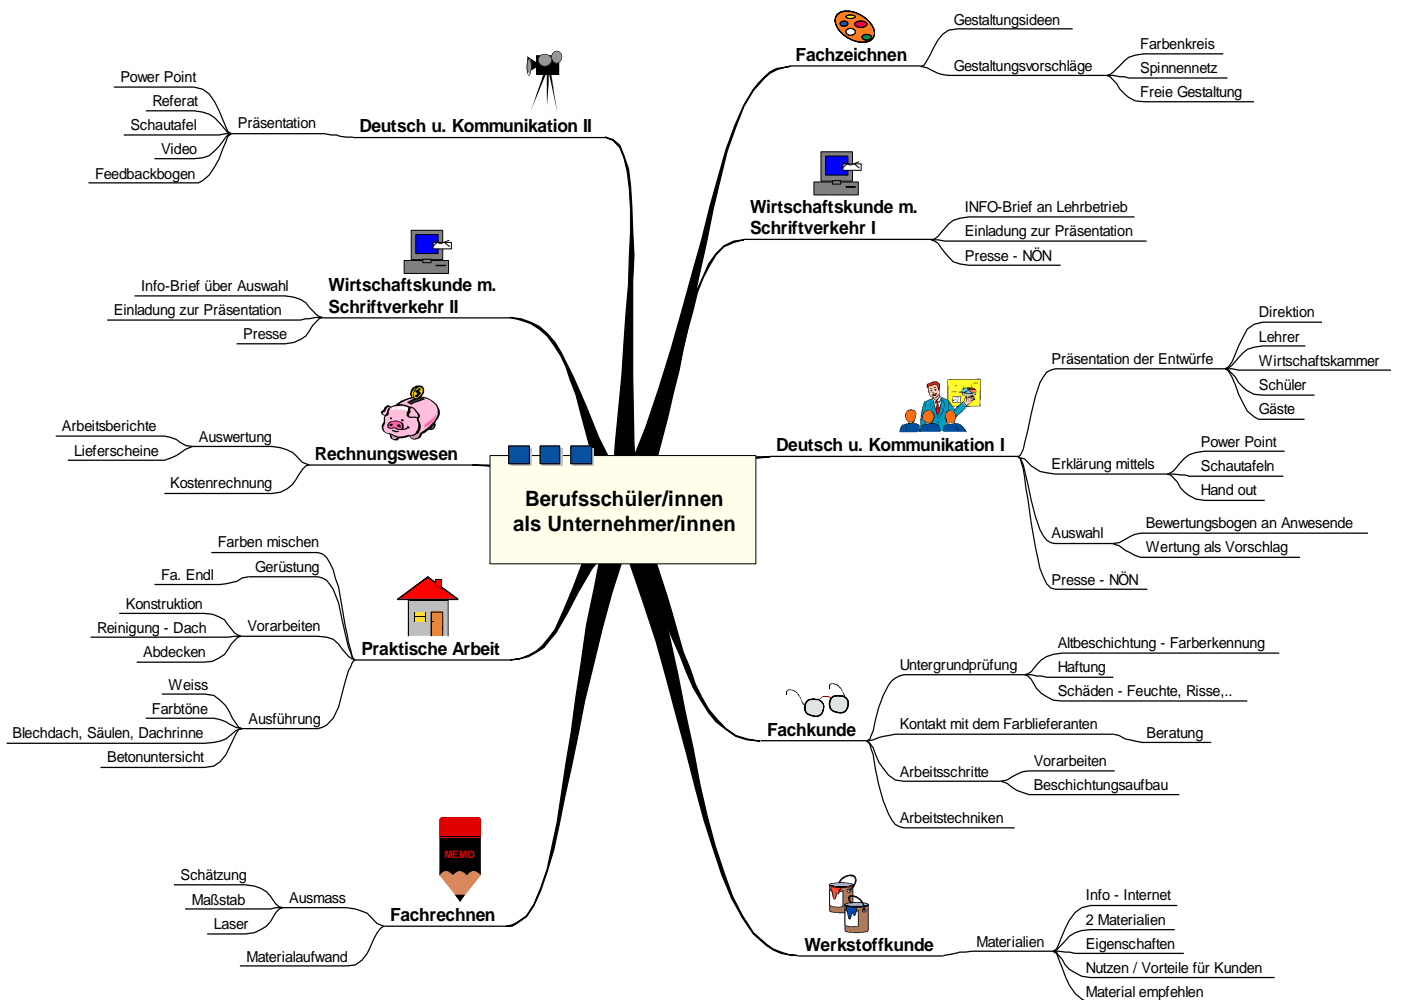 Berufsschüler/innen
als Unternehmer/innen
Fachzeichnen
Gestaltungsideen
Gestaltungsvorschläge
Farbenkreis
Spinnennetz
Freie Gestaltung
Wirtschaftskunde m.
Schriftverkehr I
INFO-Brief an Lehrbetrieb
Einladung zur Präsentation
Presse - NÖN
Deutsch u. Kommunikation I
Präsentation der Entwürfe
Direktion
Lehrer
Wirtschaftskammer
Schüler
Gäste
Erklärung mittels
Power Point
Schautafeln
Hand out
Auswahl
Bewertungsbogen an Anwesende
Wertung als Vorschlag
Presse - NÖN
Fachkunde
Untergrundprüfung
Altbeschichtung - Farberkennung
Haftung
Schäden - Feuchte, Risse,..
Kontakt mit dem Farblieferanten
Beratung
Arbeitsschritte
Vorarbeiten
Beschichtungsaufbau
Arbeitstechniken
Werkstoffkunde
Materialien
Info - Internet
2 Materialien
Eigenschaften
Nutzen / Vorteile für Kunden
Material empfehlen
Fachrechnen
MEMO
Ausmass
Schätzung
Maßstab
Laser
Materialaufwand
Praktische Arbeit
Farben mischen
Gerüstung
Fa. Endl
Vorarbeiten
Konstruktion
Reinigung - Dach
Abdecken
Ausführung
Weiss
Farbtöne
Blechdach, Säulen, Dachrinne
Betonuntersicht
Rechnungswesen
Auswertung
Arbeitsberichte
Lieferscheine
Kostenrechnung
Wirtschaftskunde m.
Schriftverkehr II
Info-Brief über Auswahl
Einladung zur Präsentation
Presse
Deutsch u. Kommunikation II
Präsentation
Power Point
Referat
Schautafel
Video
Feedbackbogen